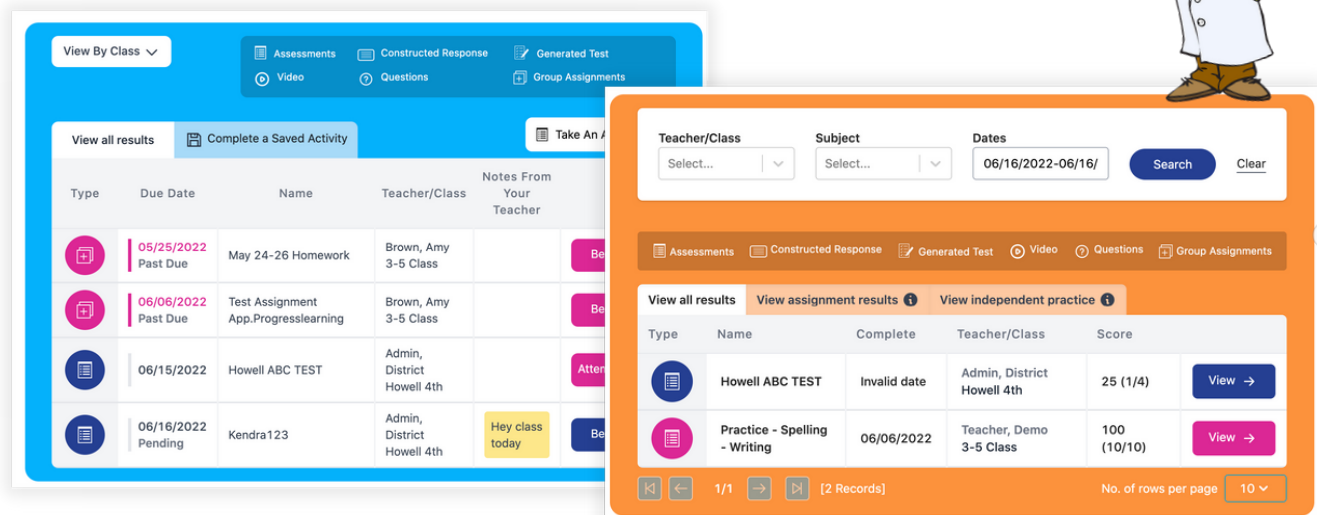 View By Class
Assessments Constructed Response Generated Test
Video Questions Group Assignments
View all results Complete a Saved Activity Take An
Type Due Date Name Teacher/Class Notes From Your Teacher
05/25/2022 Past Due May 24-26 Homework Brown, Amy 3-5 Class Be
06/06/2022 Past Due Test Assignment App.Progresslearning Brown, Amy 3-5 Class Be
06/15/2022 Howell ABC TEST Admin, District Howell 4th Atten
06/16/2022 Pending Kendra123 Admin, District Howell 4th Hey class today Be
Teacher/Class Subject Dates
Select... Select... 06/16/2022-06/16/ Search Clear
Assessments Constructed Response Generated Test Video Questions Group Assignments
View all results View assignment results View independent practice
Type Name Complete Teacher/Class Score
Howell ABC TEST Invalid date Admin, District Howell 4th 25 (1/4) View →
Practice - Spelling - Writing 06/06/2022 Teacher, Demo 3-5 Class 100 (10/10) View →
1/1 [2 Records] No. of rows per page 10